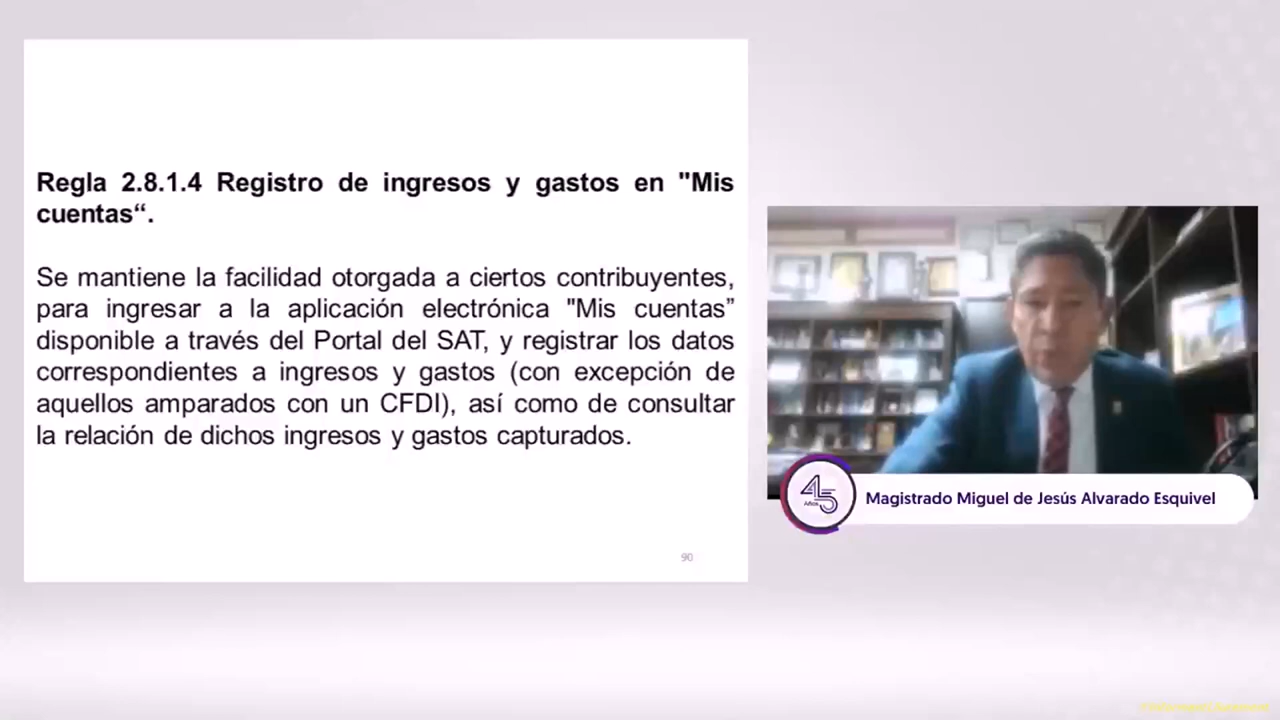 Regla 2.8.1.4 Registro de ingresos y gastos en "Mis
cuentas“.
Se mantiene la facilidad otorgada a ciertos contribuyentes,
para ingresar a la aplicación electrónica "Mis cuentas”
disponible a través del Portal del SAT, y registrar los datos
correspondientes a ingresos y gastos (con excepción de
aquellos amparados con un CFDI), así como de consultar
la relación de dichos ingresos y gastos capturados.
90
45
Años
Magistrado Miguel de Jesús Alvarado Esquivel